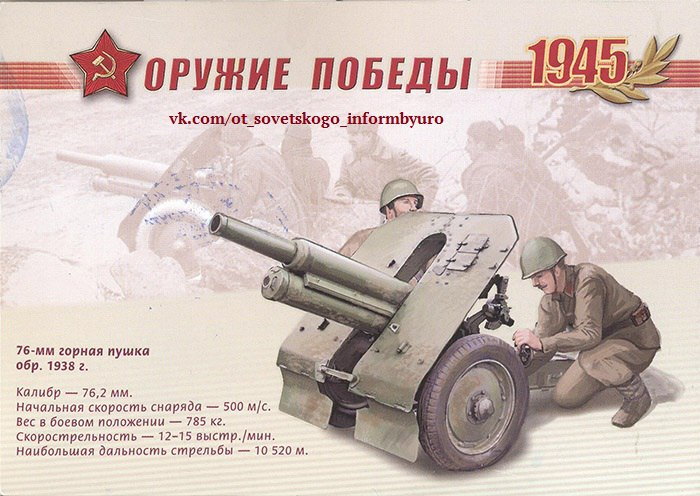 ОРУЖИЕ ПОБЕДЫ
1945
vk.com/ot_sovetskogo_informbyuro
76-мм горная пушка
обр. 1938 г.
Калибр — 76,2 мм.
Начальная скорость снаряда — 500 м/с.
Вес в боевом положении — 785 кг.
Скорострельность — 12–15 выстр./мин.
Наибольшая дальность стрельбы — 10 520 м.